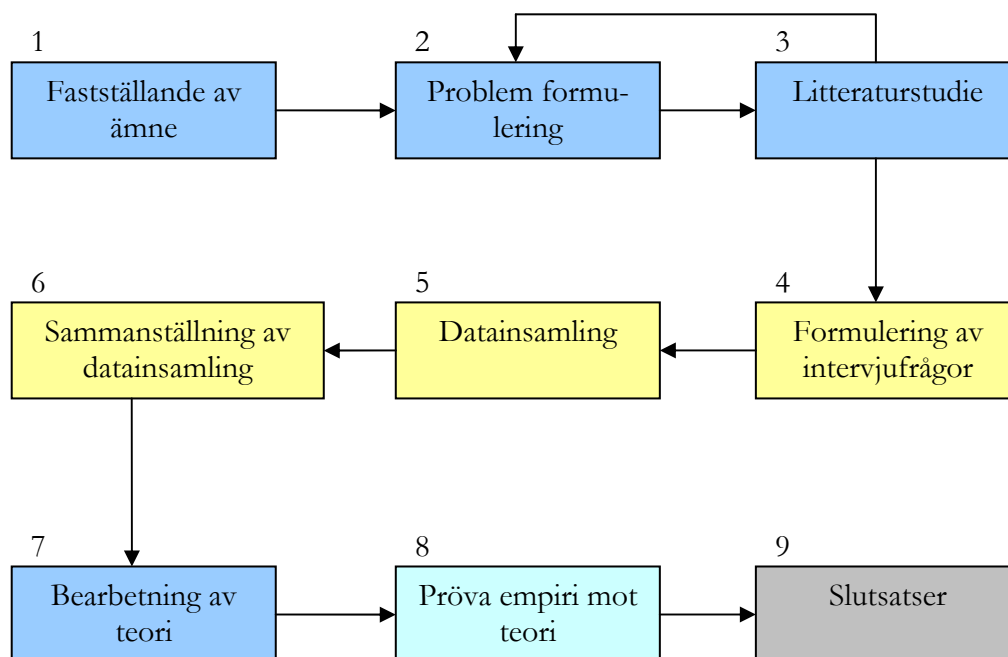 1
Fastställande av
ämne
2
Problem formu-
lering
3
Litteraturstudie
4
Formulering av
intervjufrågor
5
Datainsamling
6
Sammanställning av
datainsamling
7
Bearbetning av
teori
8
Pröva empiri mot
teori
9
Slutsatser